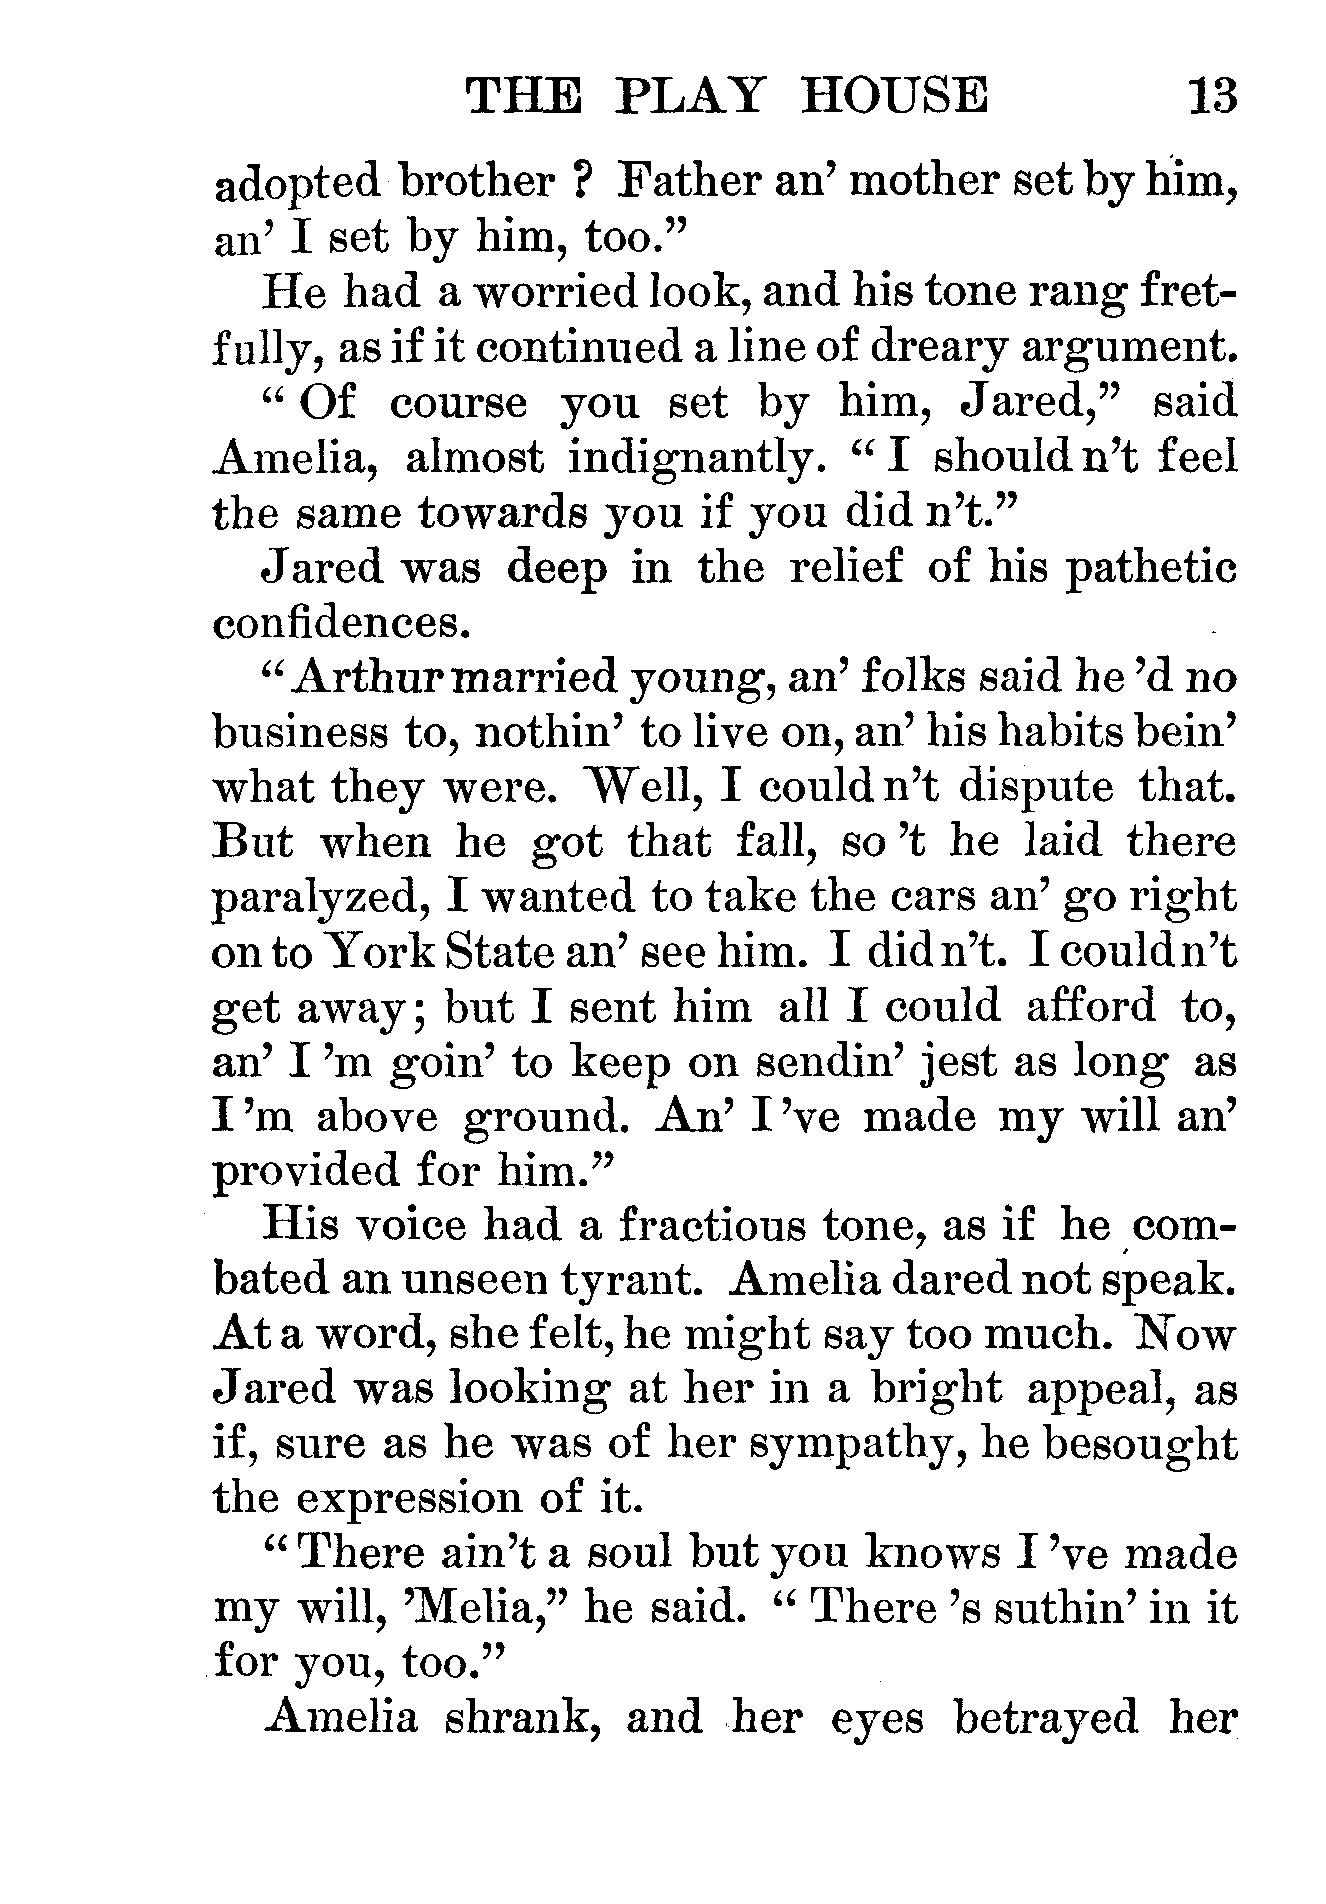 THE PLAY HOUSE 13
adopted brother ? Father an’ mother set by him,
an’ I set by him, too.”
He had a worried look, and his tone rang fret-
fully, as if it continued a line of dreary argument.
“ Of course you set by him, Jared,” said
Amelia, almost indignantly. “ I should n’t feel
the same towards you if you did n’t.”
Jared was deep in the relief of his pathetic
confidences.
“ Arthur married young, an’ folks said he ’d no
business to, nothin’ to live on, an’ his habits bein’
what they were. Well, I could n’t dispute that.
But when he got that fall, so ’t he laid there
paralyzed, I wanted to take the cars an’ go right
on to York State an’ see him. I did n’t. I could n’t
get away; but I sent him all I could afford to,
an’ I ’m goin’ to keep on sendin’ jest as long as
I ’m above ground. An’ I ’ve made my will an’
provided for him.”
His voice had a fractious tone, as if he com-
bated an unseen tyrant. Amelia dared not speak.
At a word, she felt, he might say too much. Now
Jared was looking at her in a bright appeal, as
if, sure as he was of her sympathy, he besought
the expression of it.
“ There ain’t a soul but you knows I ’ve made
my will, ’Melia,” he said. “ There ’s suthin’ in it
for you, too.”
Amelia shrank, and her eyes betrayed her